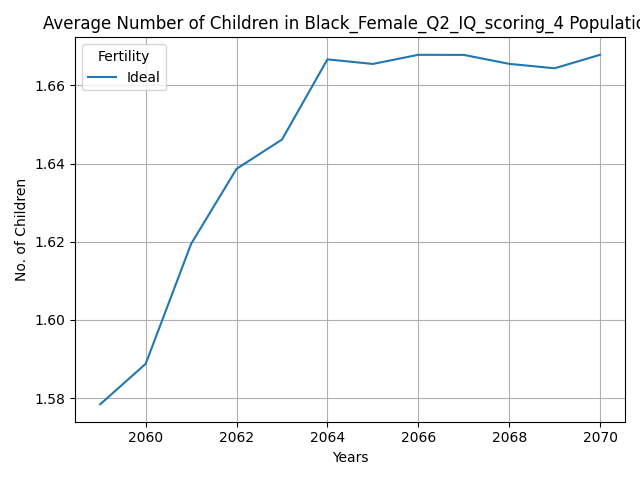 Average Number of Children in Black_Female_Q2_IQ_scoring_4 Populatio
Fertility
Ideal
No. of Children
1.66
1.64
1.62
1.60
1.58
2060 2062 2064 2066 2068 2070
Years